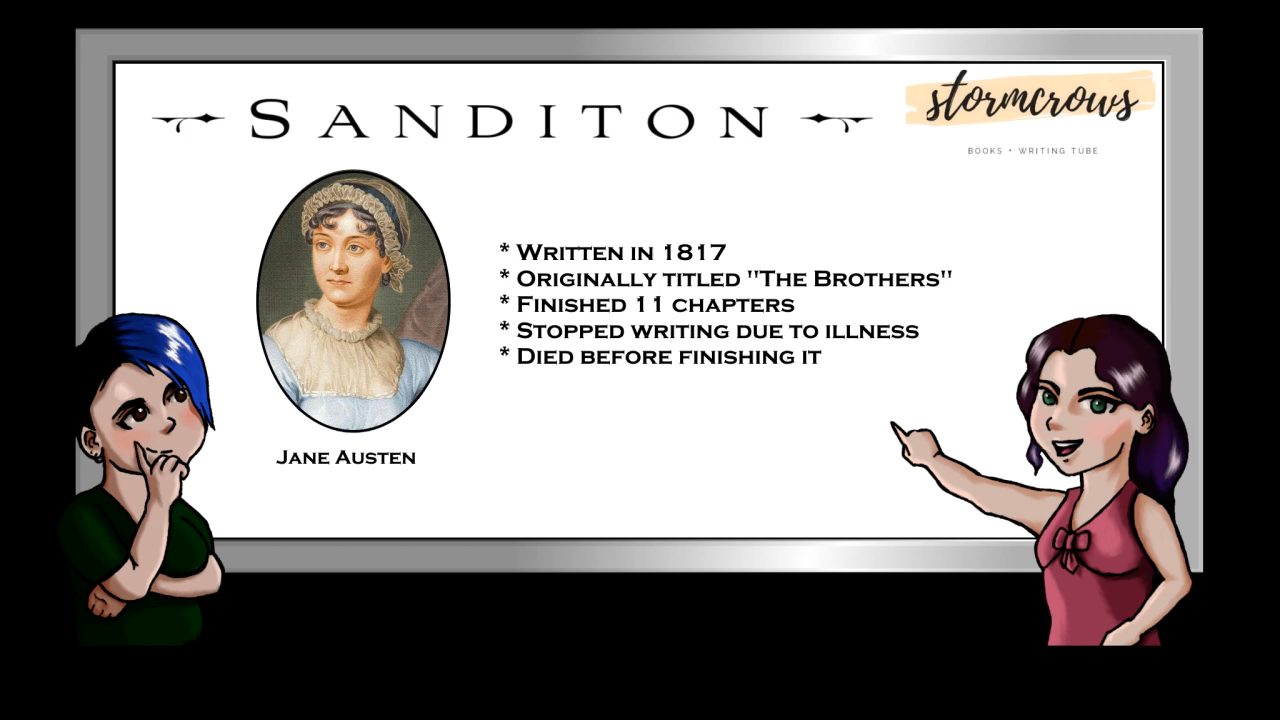 SANDITON
stormcrows
BOOKS • WRITING TUBE
* WRITTEN IN 1817
* ORIGINALLY TITLED "THE BROTHERS"
* FINISHED 11 CHAPTERS
* STOPPED WRITING DUE TO ILLNESS
* DIED BEFORE FINISHING IT
JANE AUSTEN